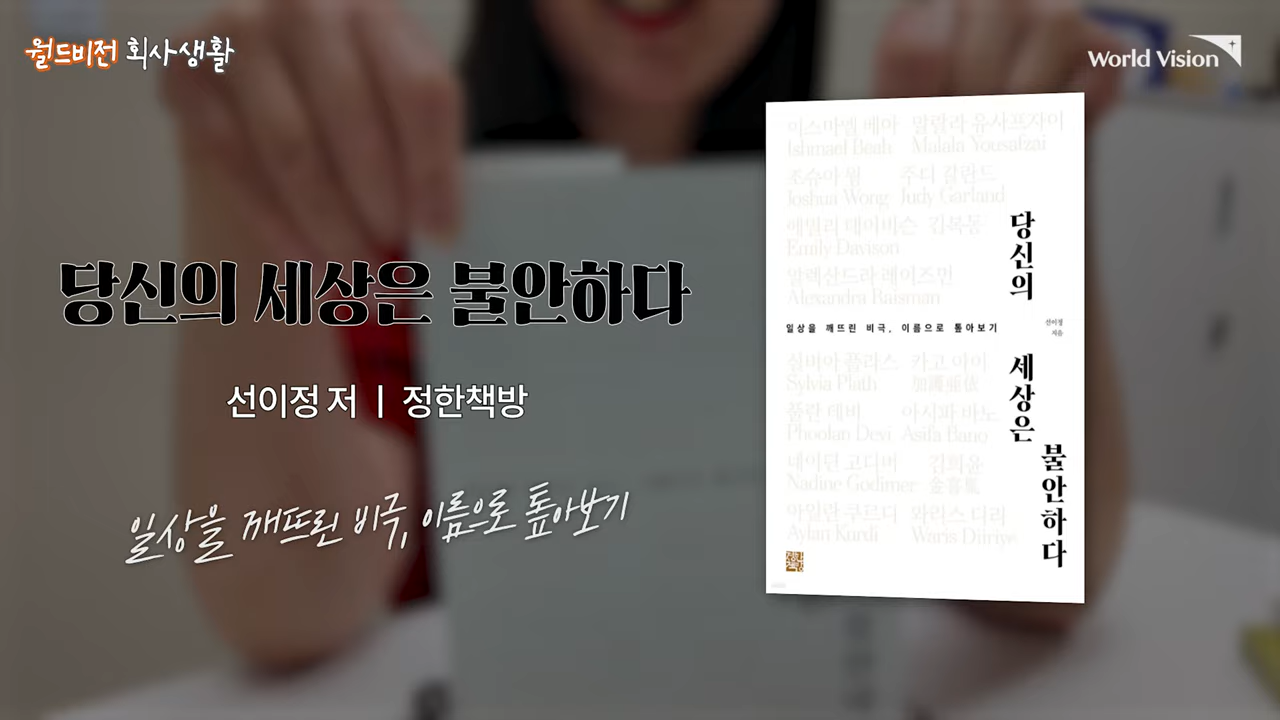 월드비전 회사생활
World Vision
당신의 세상은 불안하다
선이정 저 | 정한책방
일상을 깨뜨린 비극, 이름으로 톺아보기
이스마엘 베아 말랄라 유사프자이
Ishmael Beah Malala Yousafzai
조슈아 웡 주디 갈란드
Joshua Wong Judy Garland
에밀리 데이비슨 김복동
Emily Davison
알렉산드라 레이즈먼
Alexandra Raisman
일상을 깨뜨린 비극, 이름으로 톺아보기
실비아 플라스 카고 아이
Sylvia Plath 加護亜依
풀란 데비 아시파 바노
Phoolan Devi Asifa Bano
네이딘 고디머
Nadine Godimer
아일란 쿠르디 와리스 디리
Aylan Kurdi Waris Dirriye
당신의
세상은
불안하다
선이정
지음